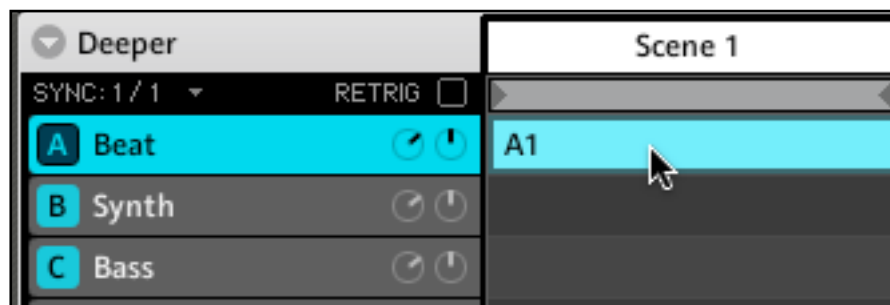 Deeper
Scene 1
SYNC: 1 / 1 RETRIG
A Beat
A1
B Synth
C Bass